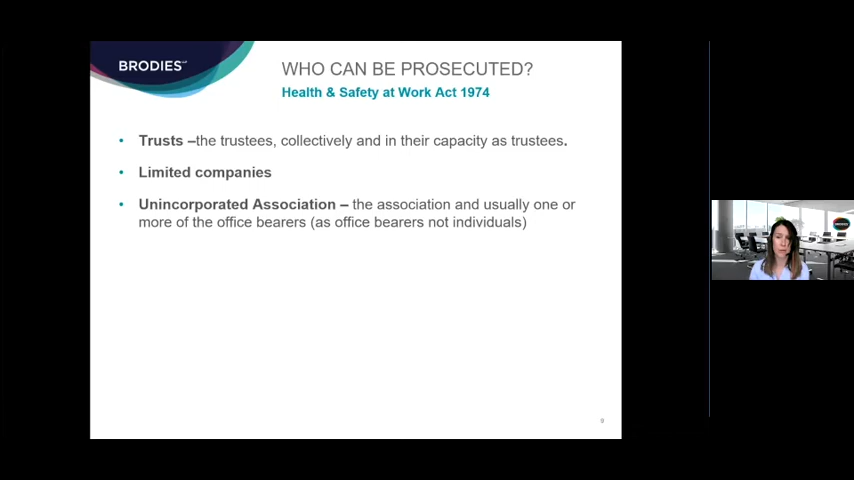 BRODIES LLP
WHO CAN BE PROSECUTED?
Health & Safety at Work Act 1974
• Trusts –the trustees, collectively and in their capacity as trustees.
• Limited companies
• Unincorporated Association – the association and usually one or
more of the office bearers (as office bearers not individuals)
9